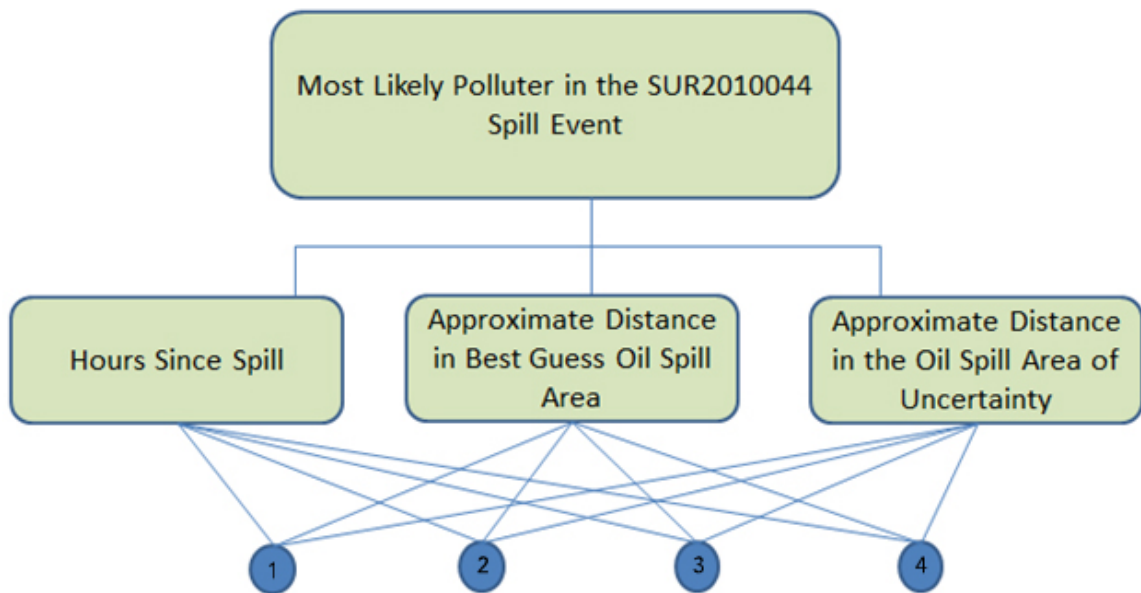 Most Likely Polluter in the SUR2010044
Spill Event
Hours Since Spill
Approximate Distance
in Best Guess Oil Spill
Area
Approximate Distance
in the Oil Spill Area of
Uncertainty
1
2
3
4